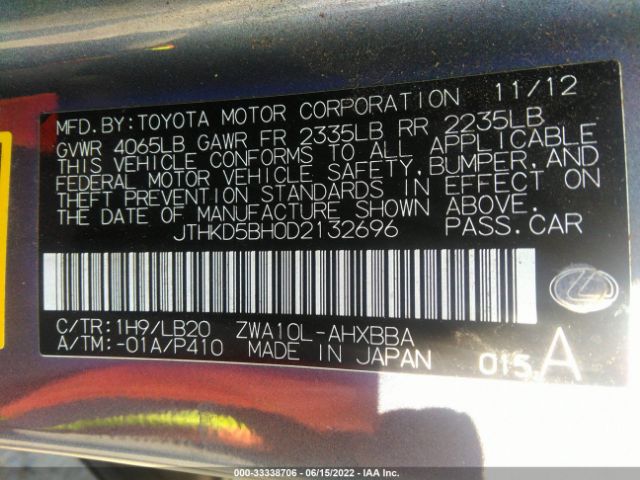 MFD.BY:TOYOTA MOTOR CORPORATION 11/12
GVWR 4065LB GAWR FR 2335LB RR 2235LB
THIS VEHICLE CONFORMS TO ALL APPLICABLE
FEDERAL MOTOR VEHICLE SAFETY,BUMPER,AND
THEFT PREVENTION STANDARDS IN EFFECT ON
THE DATE OF MANUFACTURE SHOWN ABOVE.
JTHKD5BH0D2132696 PASS.CAR
C/TR:1H9/LB20 ZWA10L-AHXBBA
A/TM:-01A/P410 MADE IN JAPAN 015 A
000-33338706 - 06/15/2022 - IAA Inc.